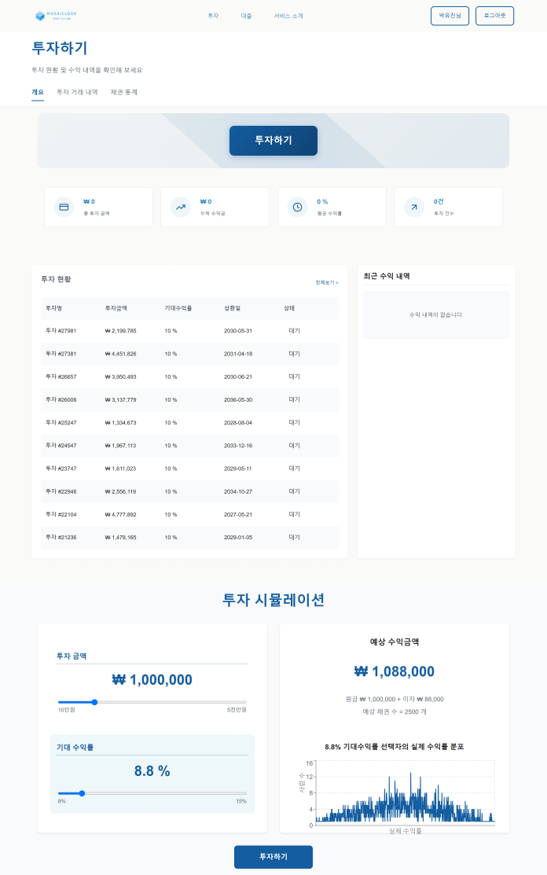 MOSAICLOAN
투자
대출
서비스 소개
박유진님
로그아웃
투자하기
투자 현황 및 수익 내역을 확인해 보세요
개요
투자 거래 내역
채권 통계
투자하기
₩ 0
총 투자 금액
₩ 0
누적 수익금
0 %
평균 수익률
0건
투자 건수
투자 현황
전체보기 >
투자명 투자금액 기대수익률 상환일 상태
투자 #27981 ₩ 2,199,785 10 % 2030-05-31 대기
투자 #27381 ₩ 4,451,826 10 % 2031-04-18 대기
투자 #26657 ₩ 3,950,493 10 % 2030-06-21 대기
투자 #26008 ₩ 3,137,779 10 % 2036-05-30 대기
투자 #25247 ₩ 1,334,673 10 % 2028-08-04 대기
투자 #24547 ₩ 1,967,113 10 % 2033-12-16 대기
투자 #23747 ₩ 1,611,023 10 % 2029-05-11 대기
투자 #22946 ₩ 2,556,119 10 % 2034-10-27 대기
투자 #22104 ₩ 4,777,892 10 % 2027-05-21 대기
투자 #21236 ₩ 1,478,165 10 % 2029-01-05 대기
최근 수익 내역
수익 내역이 없습니다.
투자 시뮬레이션
투자 금액
₩ 1,000,000
10만원
5천만원
기대 수익률
8.8 %
8%
15%
예상 수익금액
₩ 1,088,000
원금 ₩ 1,000,000 + 이자 ₩ 88,000
예상 채권 수 = 2500 개
8.8% 기대수익률 선택자의 실제 수익률 분포
사람 수
16
12
8
4
0
실제 수익률
투자하기